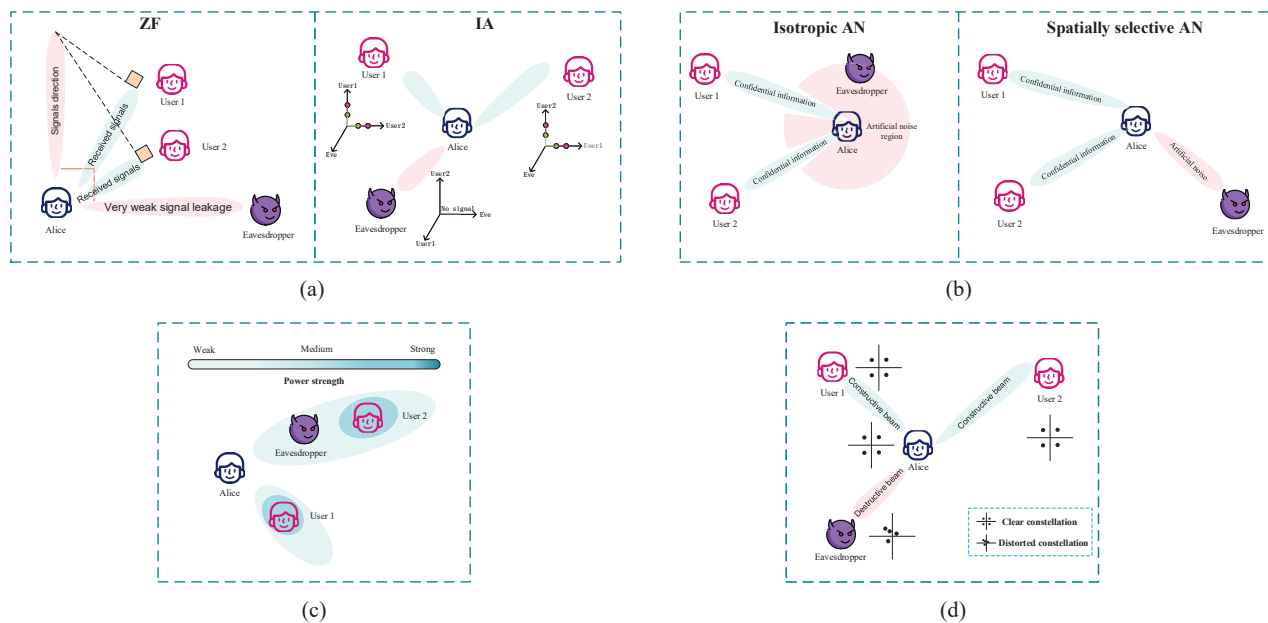 ZF
Signals direction
Received signals
Received signals
User 1
User 2
Alice
Very weak signal leakage
Eavesdropper
IA
User 1
User 2
User1
User2
Eve
Alice
User2
User1
Eve
Eavesdropper
User2
No signal
Eve
User1
(a)
Isotropic AN
User 1
Confidential information
Eavesdropper
Artificial noise
region
Alice
Confidential information
User 2
Spatially selective AN
User 1
Confidential information
Alice
Confidential information
Artificial noise
User 2
Eavesdropper
(b)
Weak
Medium
Strong
Power strength
User 2
Eavesdropper
Alice
User 1
(c)
User 1
Constructive beam
Constructive beam
User 2
Alice
Destructive beam
Eavesdropper
Clear constellation
Distorted constellation
(d)